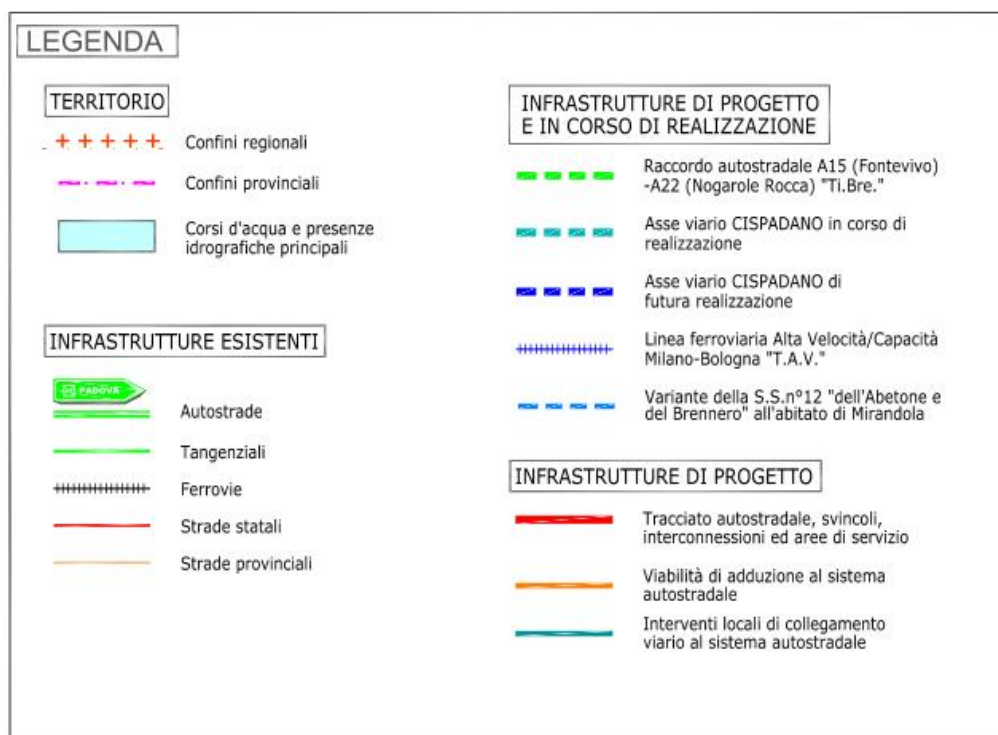 LEGENDA
TERRITORIO
Confini regionali
Confini provinciali
Corsi d'acqua e presenze
idrografiche principali
INFRASTRUTTURE ESISTENTI
PADOVA
Autostrade
Tangenziali
Ferrovie
Strade statali
Strade provinciali
INFRASTRUTTURE DI PROGETTO
E IN CORSO DI REALIZZAZIONE
Raccordo autostradale A15 (Fontevivo)
-A22 (Nogarole Rocca) "Ti.Bre."
Asse viario CISPADANO in corso di
realizzazione
Asse viario CISPADANO di
futura realizzazione
Linea ferroviaria Alta Velocità/Capacità
Milano-Bologna "T.A.V."
Variante della S.S.n°12 "dell'Abetone e
del Brennero" all'abitato di Mirandola
INFRASTRUTTURE DI PROGETTO
Tracciato autostradale, svincoli,
interconnessioni ed aree di servizio
Viabilità di adduzione al sistema
autostradale
Interventi locali di collegamento
viario al sistema autostradale